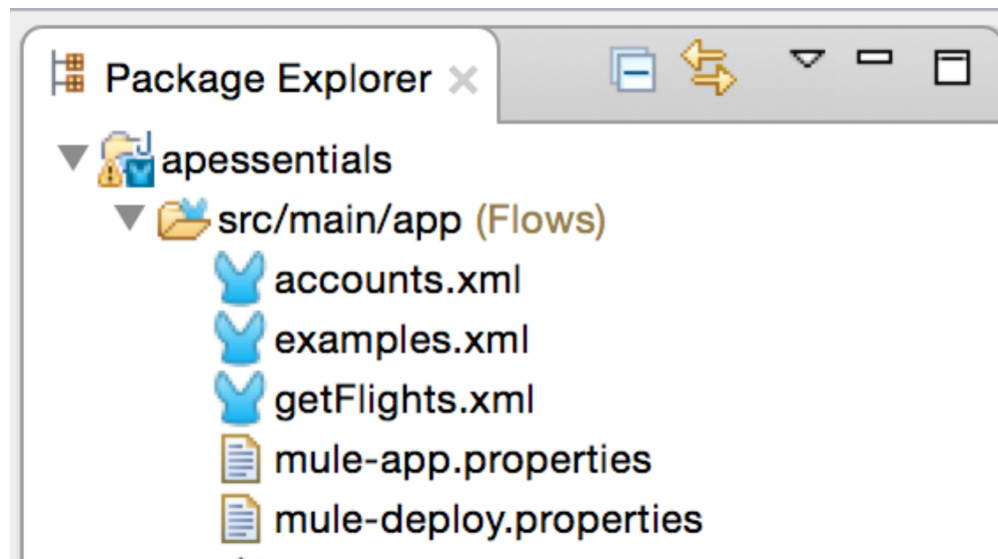 Package Explorer
apessentials
src/main/app (Flows)
accounts.xml
examples.xml
getFlights.xml
mule-app.properties
mule-deploy.properties